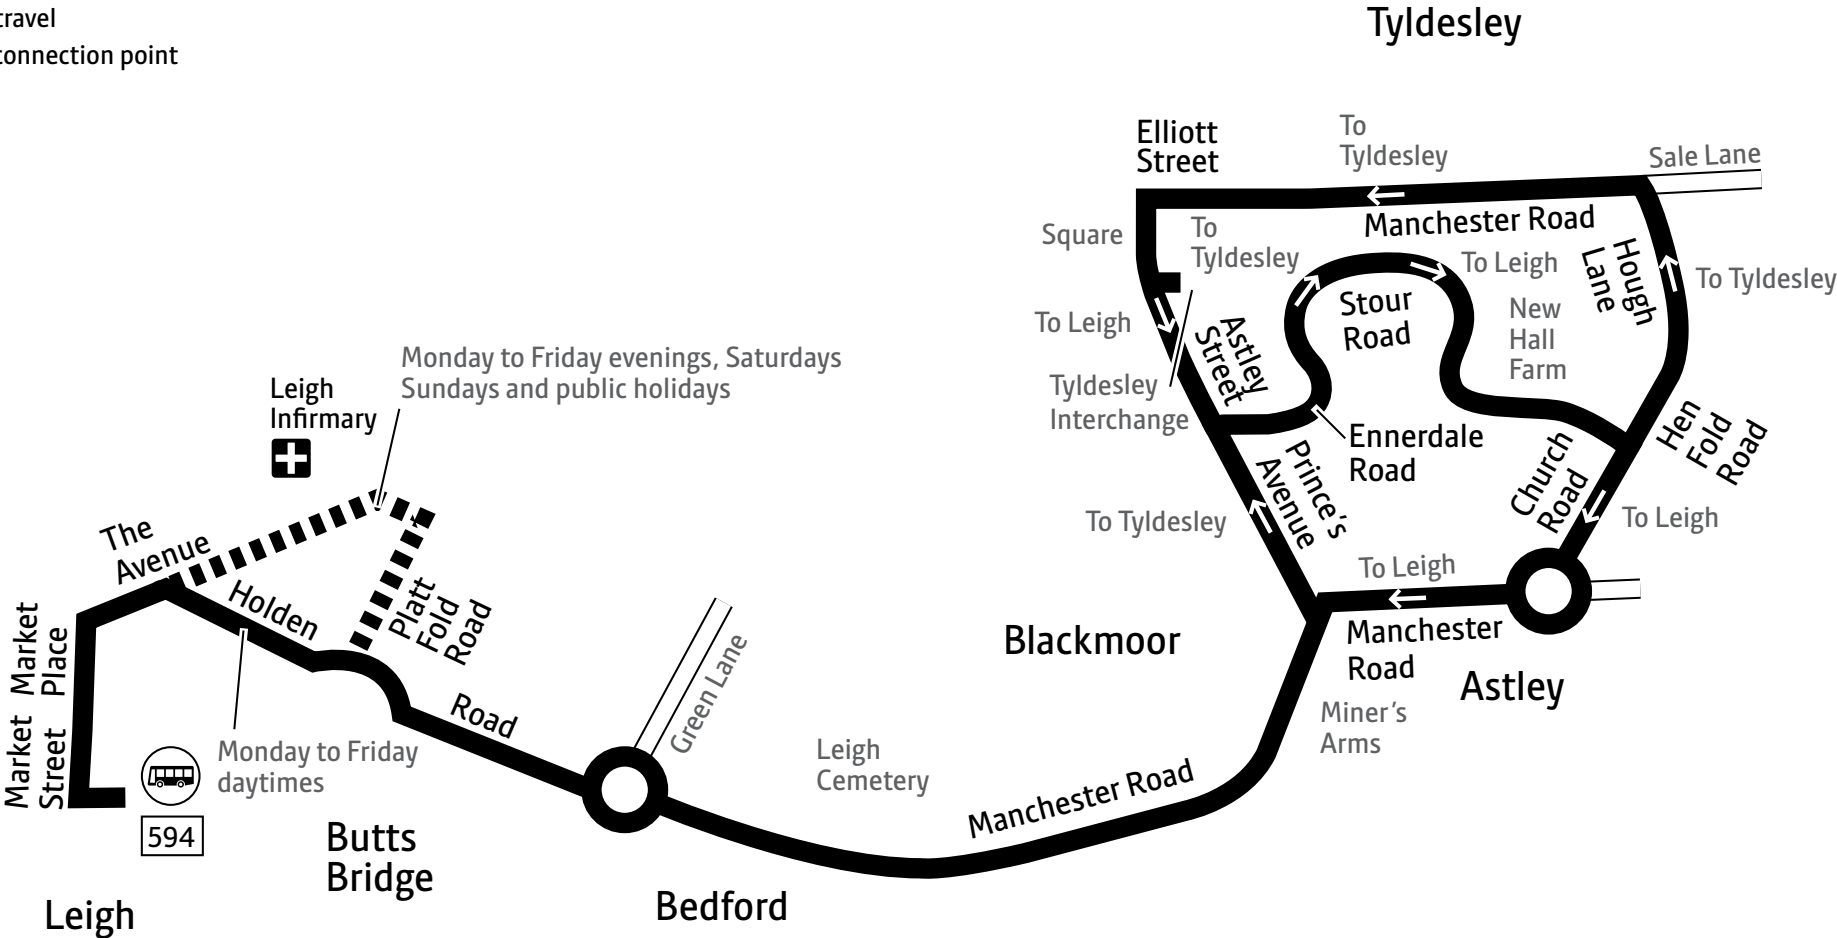 travel
connection point
Tyldesley
Elliott
Street
To
Tyldesley
Sale Lane
Square
To
Tyldesley
Manchester Road
To Leigh
Hough
Lane
To Tyldesley
Stour
Road
New
Hall
Farm
To Leigh
Astley
Street
Tyldesley
Interchange
Ennerdale
Road
Hen
Fold
Road
Church
Road
Prince's
Avenue
To Tyldesley
To Leigh
To Leigh
Manchester
Road
Blackmoor
Astley
Miner's
Arms
Monday to Friday evenings, Saturdays
Sundays and public holidays
Leigh
Infirmary
The
Avenue
Holden
Platt
Fold
Road
Market
Place
Market
Street
Road
Green Lane
Monday to Friday
daytimes
594
Leigh
Cemetery
Manchester Road
Butts
Bridge
Bedford
Leigh